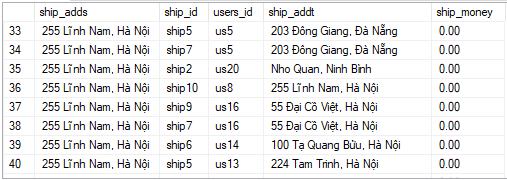 ship_adds ship_id users_id ship_addt ship_money
33 255 Lĩnh Nam, Hà Nội ship5 us5 203 Đông Giang, Đà Nẵng 0.00
34 255 Lĩnh Nam, Hà Nội ship7 us5 203 Đông Giang, Đà Nẵng 0.00
35 255 Lĩnh Nam, Hà Nội ship2 us20 Nho Quan, Ninh Bình 0.00
36 255 Lĩnh Nam, Hà Nội ship10 us8 255 Lĩnh Nam, Hà Nội 0.00
37 255 Lĩnh Nam, Hà Nội ship9 us16 55 Đại Cồ Việt, Hà Nội 0.00
38 255 Lĩnh Nam, Hà Nội ship7 us16 55 Đại Cồ Việt, Hà Nội 0.00
39 255 Lĩnh Nam, Hà Nội ship6 us14 100 Tạ Quang Bửu, Hà Nội 0.00
40 255 Lĩnh Nam, Hà Nội ship5 us13 224 Tam Trinh, Hà Nội 0.00